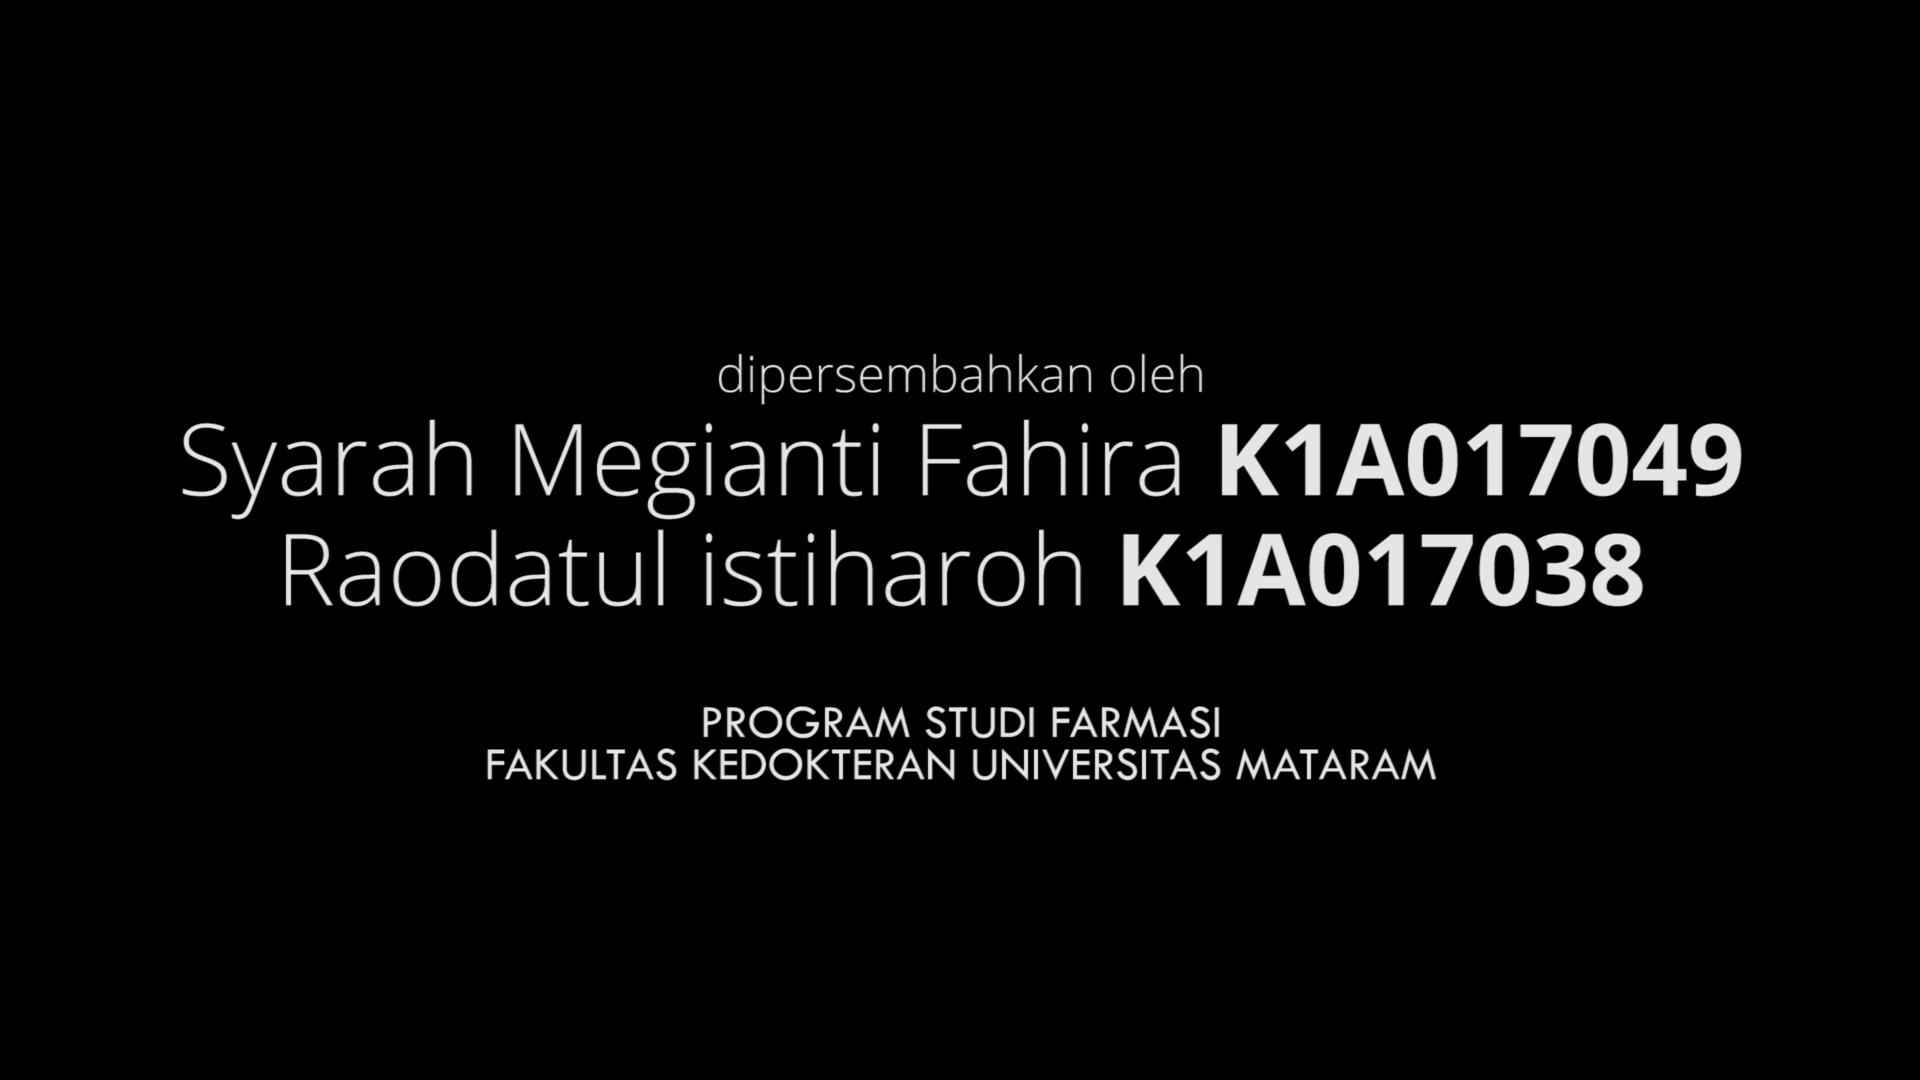 dipersembahkan oleh
Syarah Megianti Fahira K1A017049
Raodatul istiharoh K1A017038
PROGRAM STUDI FARMASI
FAKULTAS KEDOKTERAN UNIVERSITAS MATARAM